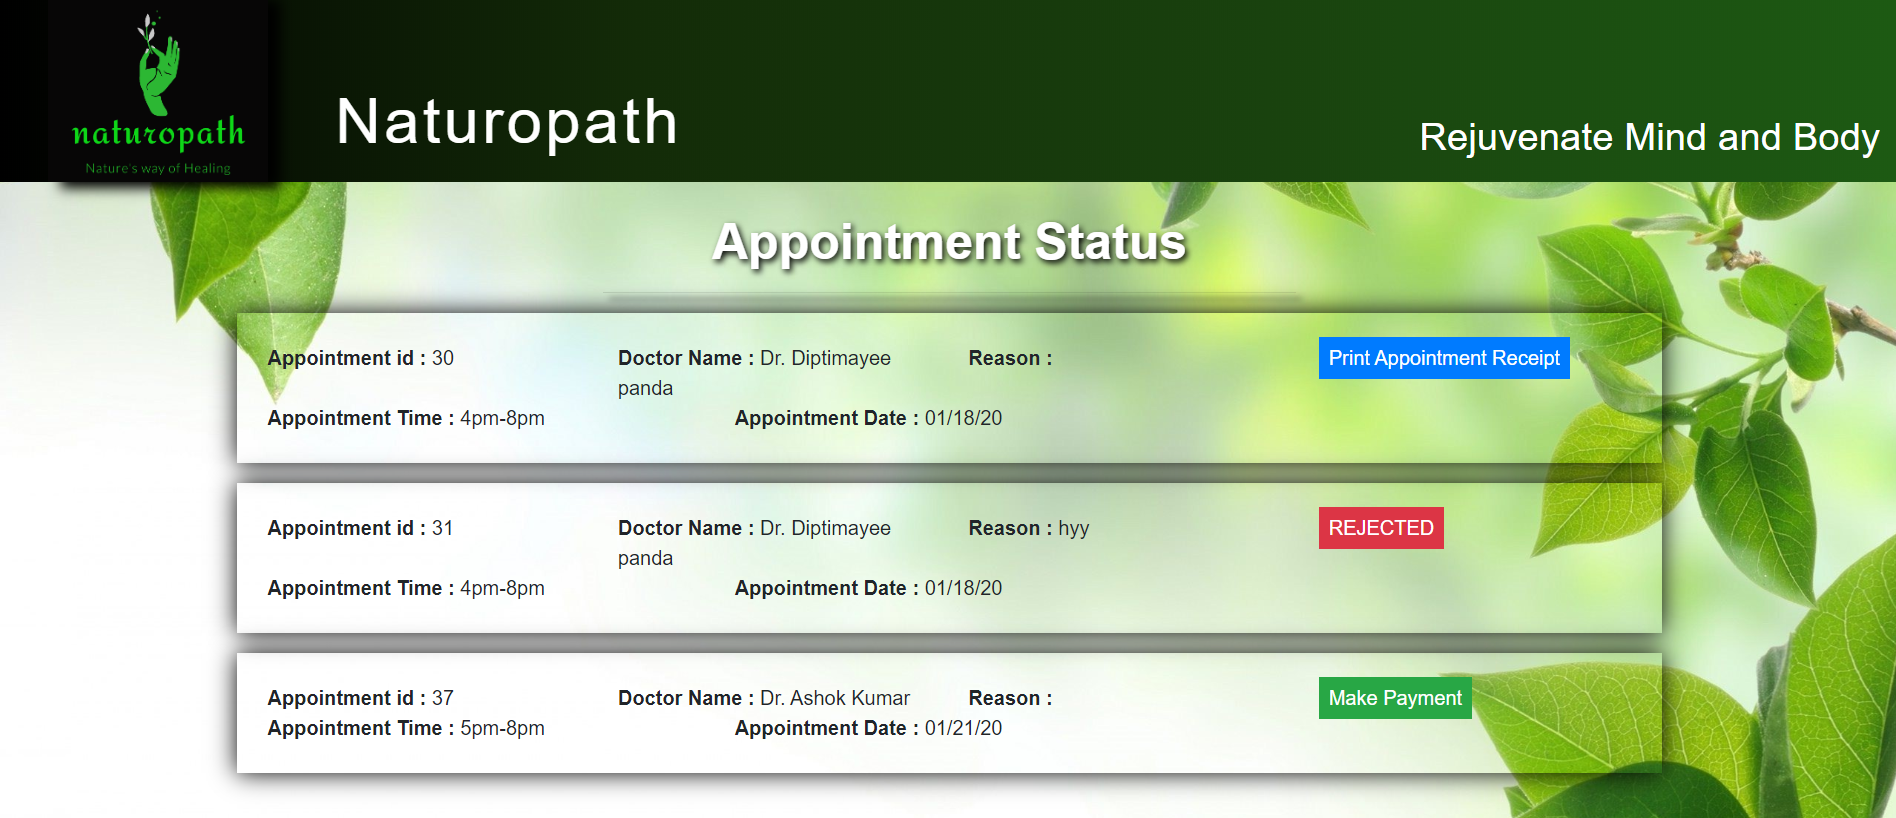 naturopath
Nature's way of Healing
Naturopath
Rejuvenate Mind and Body
Appointment Status
Appointment id : 30 Doctor Name : Dr. Diptimayee panda Reason : Print Appointment Receipt
Appointment Time : 4pm-8pm Appointment Date : 01/18/20
Appointment id : 31 Doctor Name : Dr. Diptimayee panda Reason : hyy REJECTED
Appointment Time : 4pm-8pm Appointment Date : 01/18/20
Appointment id : 37 Doctor Name : Dr. Ashok Kumar Reason : Make Payment
Appointment Time : 5pm-8pm Appointment Date : 01/21/20